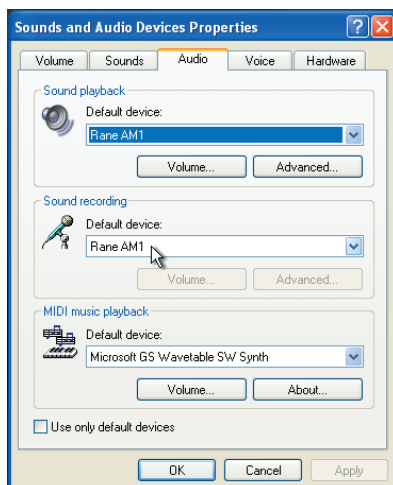 Sounds and Audio Devices Properties
Volume Sounds Audio Voice Hardware
Sound playback
Default device:
Rane AM1
Volume... Advanced...
Sound recording
Default device:
Rane AM1
Volume... Advanced...
MIDI music playback
Default device:
Microsoft GS Wavetable SW Synth
Volume... About...
Use only default devices
OK Cancel Apply